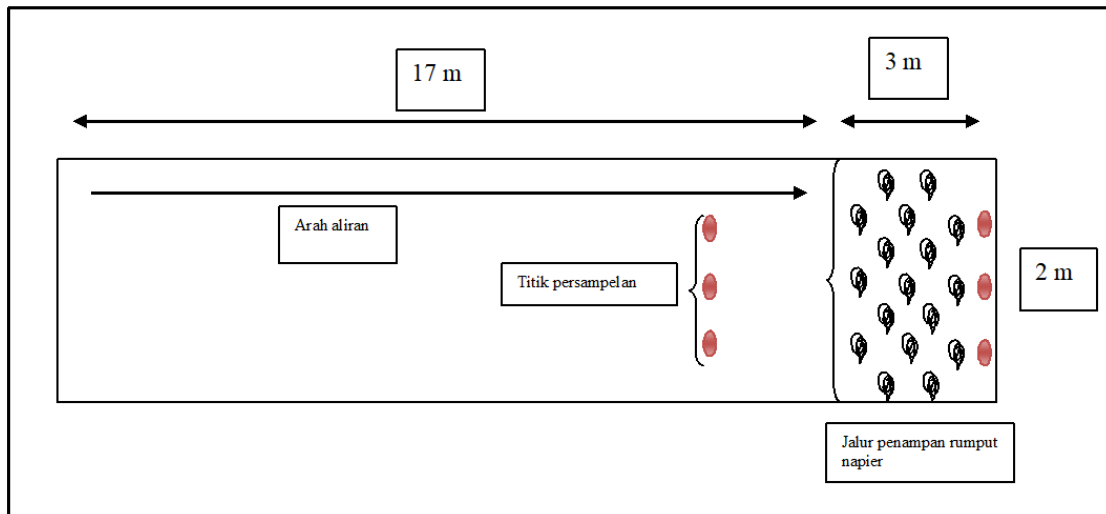 17 m
3 m
Arah aliran
Titik persampelan
2 m
Jalur penampan rumput
napier